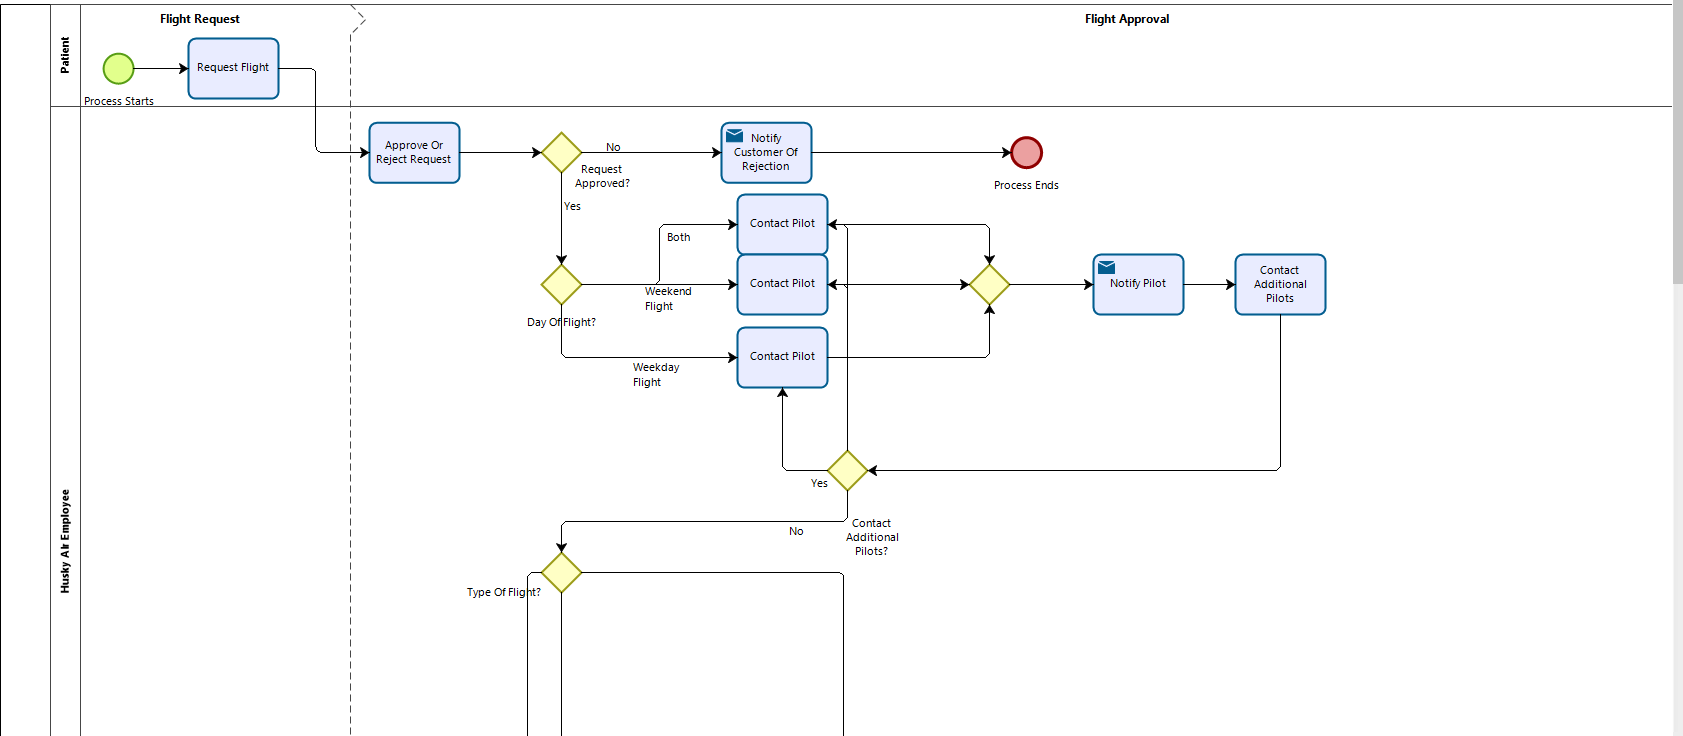 Flight Request
Flight Approval
Patient
Process Starts
Request Flight
Husky Air Employee
Approve Or
Reject Request
No
Request
Approved?
Yes
Notify
Customer Of
Rejection
Process Ends
Contact Pilot
Both
Contact Pilot
Weekend
Flight
Day Of Flight?
Contact Pilot
Weekday
Flight
Notify Pilot
Contact
Additional
Pilots
Yes
No
Contact
Additional
Pilots?
Type Of Flight?